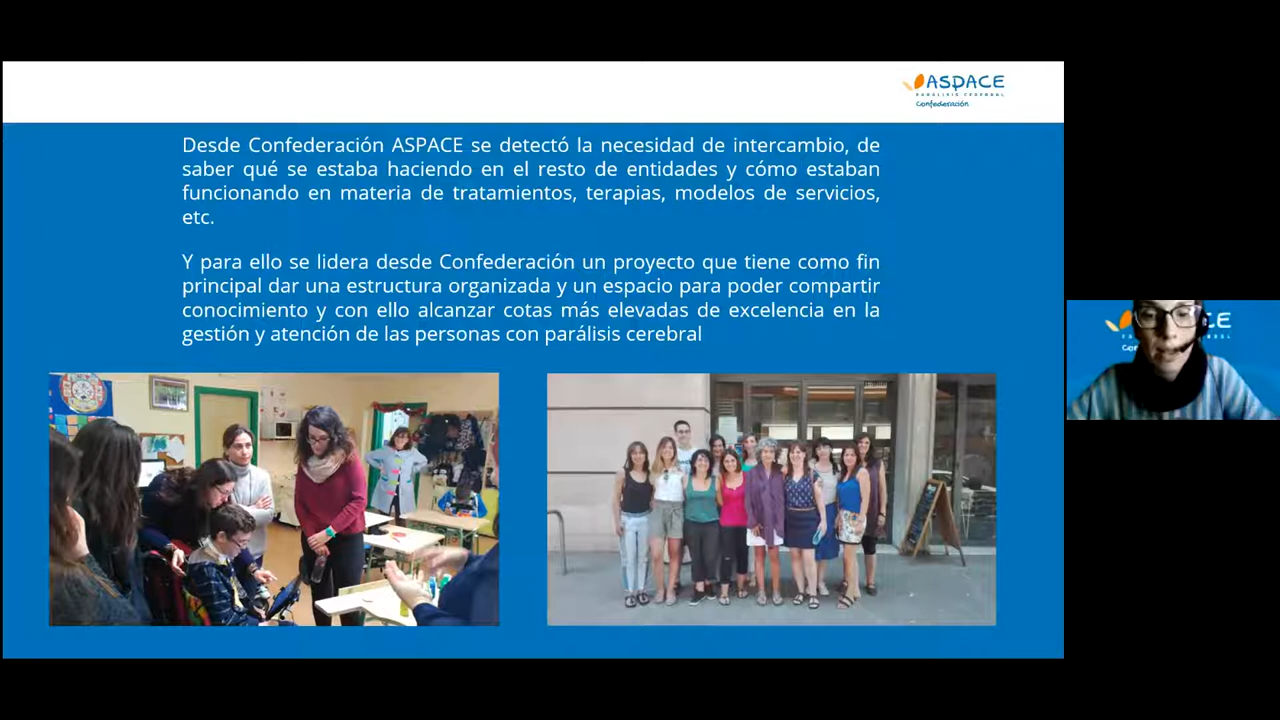 ASPACE
PARÁLISIS CEREBRAL
Confederación
Desde Confederación ASPACE se detectó la necesidad de intercambio, de
saber qué se estaba haciendo en el resto de entidades y cómo estaban
funcionando en materia de tratamientos, terapias, modelos de servicios,
etc.
Y para ello se lidera desde Confederación un proyecto que tiene como fin
principal dar una estructura organizada y un espacio para poder compartir
conocimiento y con ello alcanzar cotas más elevadas de excelencia en la
gestión y atención de las personas con parálisis cerebral
CE